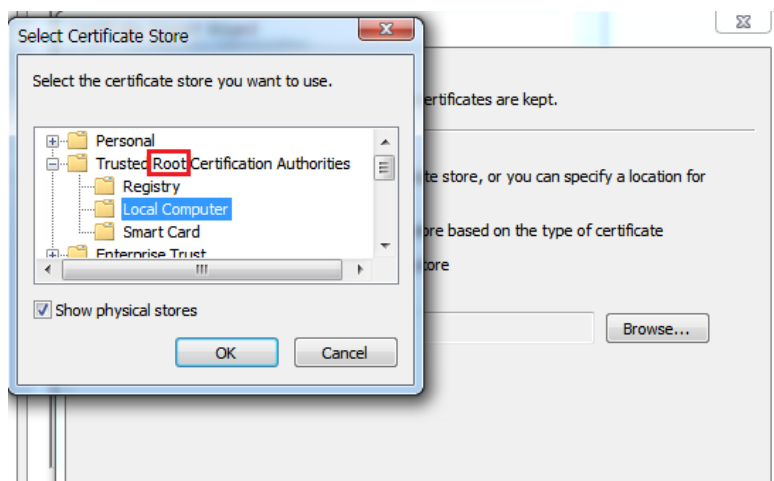 Select Certificate Store
Select the certificate store you want to use.
Personal
Trusted Root Certification Authorities
Registry
Local Computer
Smart Card
Enterprise Trust
Show physical stores
OK Cancel
ertificates are kept.
te store, or you can specify a location for
ore based on the type of certificate
tore
Browse...